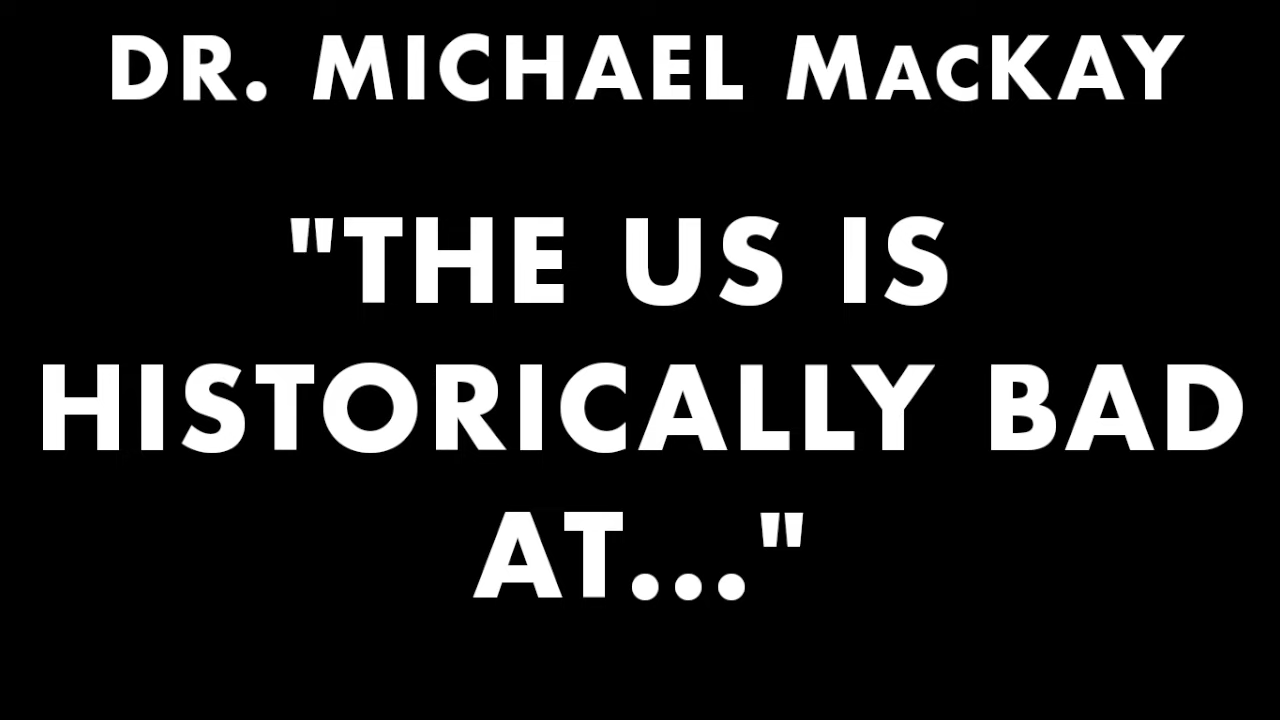 DR. MICHAEL MACKAY
"THE US IS
HISTORICALLY BAD
AT..."